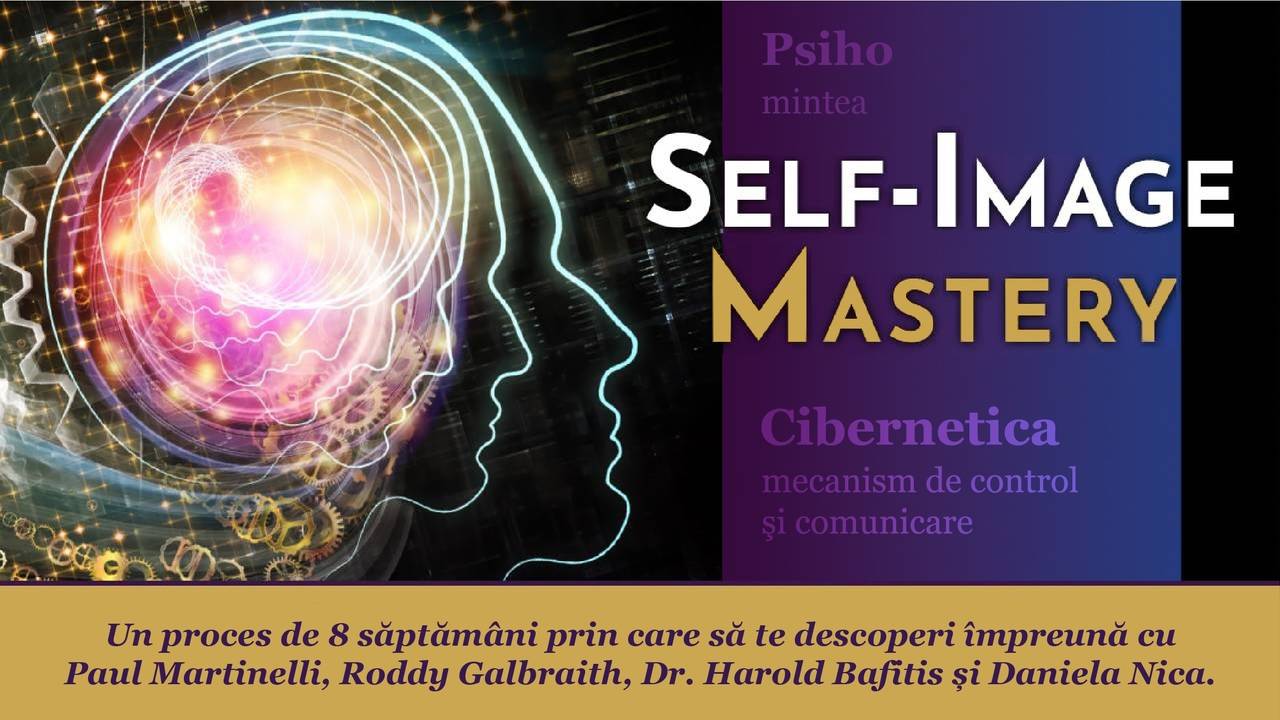 Psiho
mintea
SELF-IMAGE
MASTERY
Cibernetica
mecanism de control
şi comunicare
Un proces de 8 săptămâni prin care să te descoperi împreună cu
Paul Martinelli, Roddy Galbraith, Dr. Harold Bafitis și Daniela Nica.